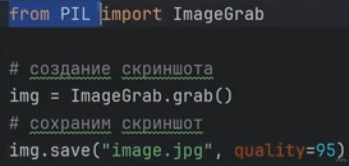 from PIL import ImageGrab
# создание скриншота
img = ImageGrab.grab()
# сохраним скриншот
img.save("image.jpg", quality=95)